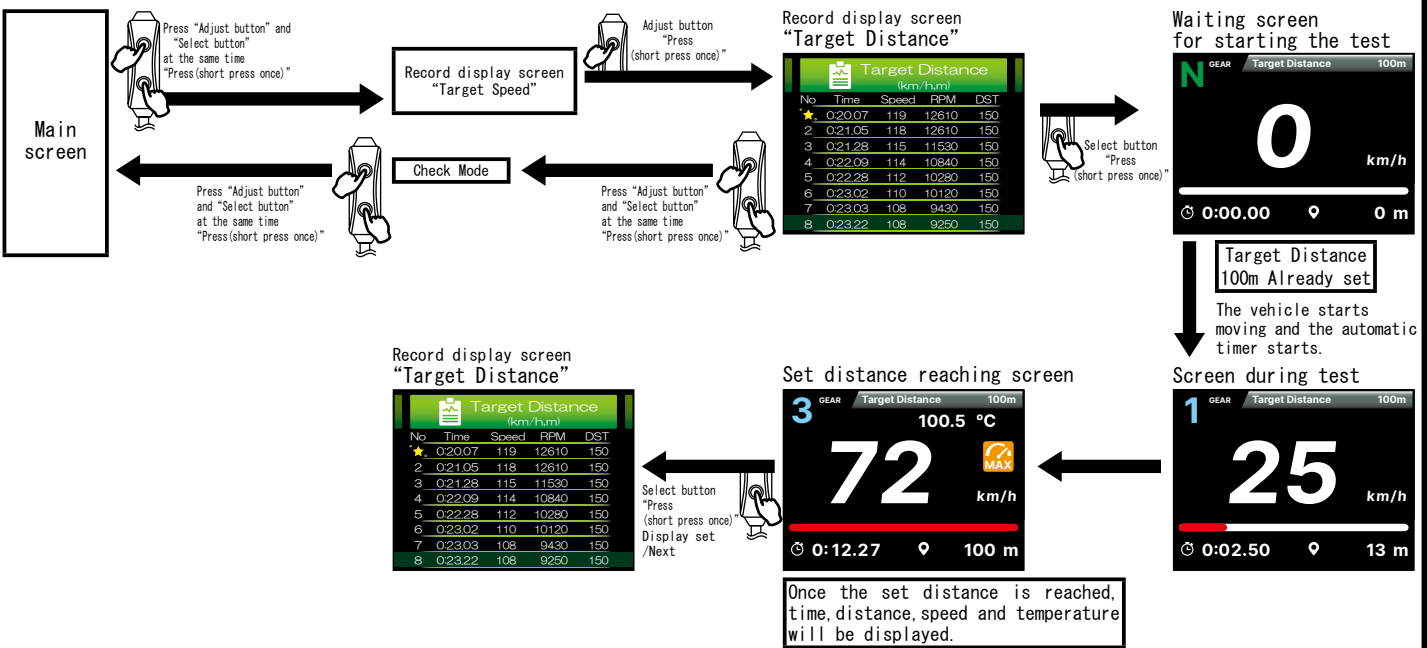 Main
screen
Press “Adjust button” and
“Select button”
at the same time
“Press(short press once)”
Record display screen
“Target Speed”
Adjust button
“Press
(short press once)”
Record display screen
“Target Distance”
Target Distance
(km/h,m)
No Time Speed RPM DST
0:20.07 119 12610 150
2 0:21.05 118 12610 150
3 0:21.28 115 11530 150
4 0:22.09 114 10840 150
5 0:22.28 112 10280 150
6 0:23.02 110 10120 150
7 0:23.03 108 9430 150
8 0:23.22 108 9250 150
Select button
“Press
(short press once)”
Waiting screen
for starting the test
N GEAR Target Distance 100m
0
km/h
0:00.00 0 m
Press “Adjust button”
and “Select button”
at the same time
“Press(short press once)”
Check Mode
Press “Adjust button”
and “Select button”
at the same time
“Press(short press once)”
Target Distance
100m Already set
The vehicle starts
moving and the automatic
timer starts.
Screen during test
1 GEAR Target Distance 100m
25
km/h
0:02.50 13 m
Set distance reaching screen
3 GEAR Target Distance 100m
100.5 °C
72
MAX
km/h
0:12.27 100 m
Once the set distance is reached,
time,distance,speed and temperature
will be displayed.
Select button
“Press
(short press once)”
Display set
/Next
Record display screen
“Target Distance”
Target Distance
(km/h,m)
No Time Speed RPM DST
0:20.07 119 12610 150
2 0:21.05 118 12610 150
3 0:21.28 115 11530 150
4 0:22.09 114 10840 150
5 0:22.28 112 10280 150
6 0:23.02 110 10120 150
7 0:23.03 108 9430 150
8 0:23.22 108 9250 150